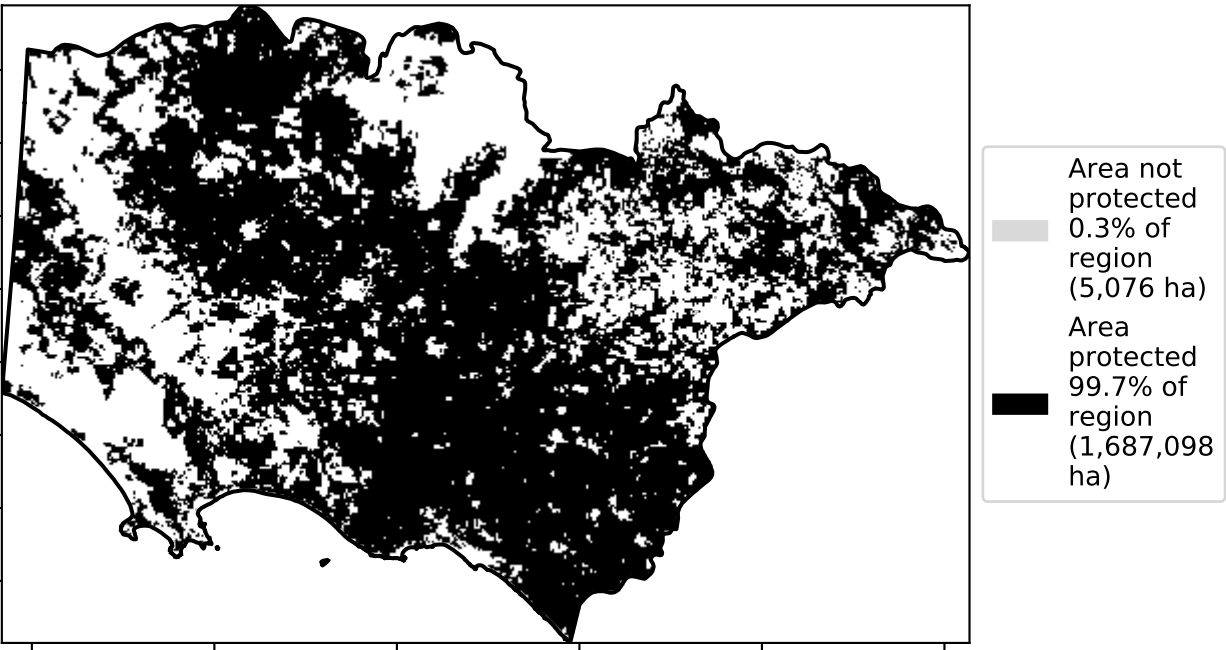 Area not
protected
0.3% of
region
(5,076 ha)
Area
protected
99.7% of
region
(1,687,098
ha)